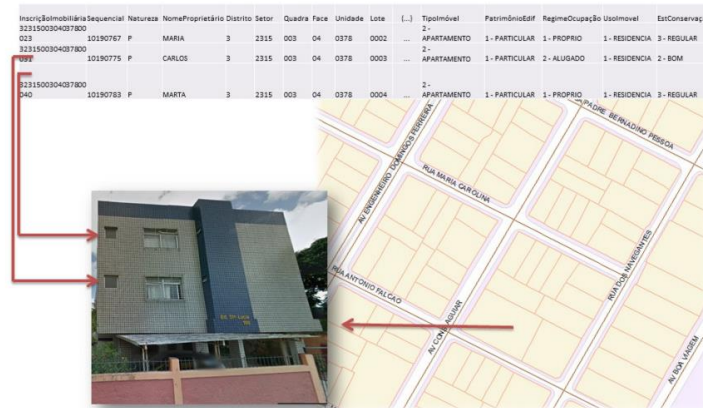 InscriçãoImobiliária Sequencial Natureza NomeProprietário Distrito Setor Quadra Face Unidade Lote (...) TipoImóvel PatrimônioEdif RegimeOcupação UsoImovel EstConservaç
3231500304037800
023 10190767 P MARIA 3 2315 003 04 0378 0002 ... 2 - APARTAMENTO 1 - PARTICULAR 1 - PROPRIO 1 - RESIDENCIA 3 - REGULAR
3231500304037800
031 10190775 P CARLOS 3 2315 003 04 0378 0003 ... 2 - APARTAMENTO 1 - PARTICULAR 2 - ALUGADO 1 - RESIDENCIA 2 - BOM
3231500304037800
040 10190783 P MARTA 3 2315 003 04 0378 0004 ... 2 - APARTAMENTO 1 - PARTICULAR 1 - PROPRIO 1 - RESIDENCIA 3 - REGULAR
PADRE BERNADINO PESSOA
AV ENGENHEIRO DOMINGOS FERREIRA
RUA MARIA CAROLINA
RUA DOS NAVEGANTES
RUA ANTONIO FALCAO
AV CONS AGUIAR
AV BOA VIAGEM